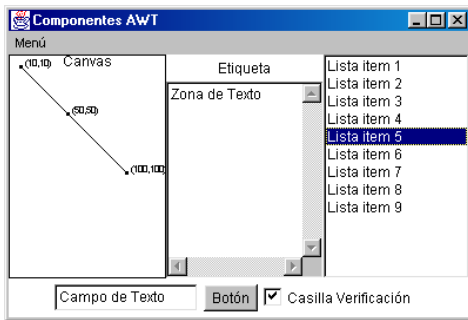 Componentes AWT
Menú
(10,10) Canvas
(50,50)
(100,100)
Etiqueta
Zona de Texto
Lista item 1
Lista item 2
Lista item 3
Lista item 4
Lista item 5
Lista item 6
Lista item 7
Lista item 8
Lista item 9
Campo de Texto
Botón
Casilla Verificación